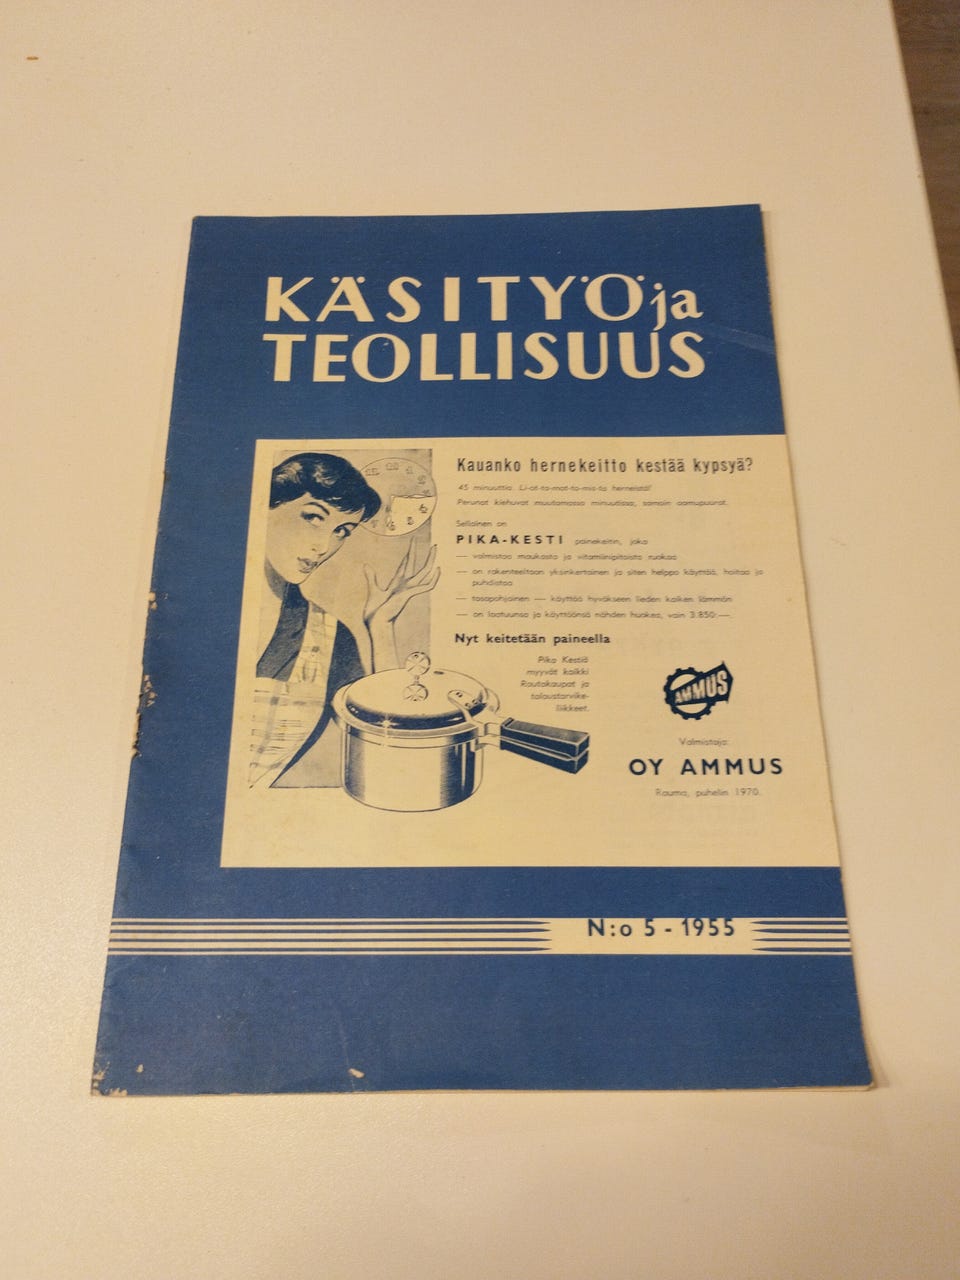 KÄSITYÖ ja
TEOLLISUUS
Kauanko hernekeitto kestää kypsyä?
45 minuuttia. Li-ot-ta-mat-to-mis-ta herneistä!
Perunat kiehuvat muutamassa minuutissa, samoin aamupuurot.
Sellainen on
PIKA-KESTI painekeitin, joka
— valmistaa maukasta ja vitamiinipitoista ruokaa
— on rakenteeltaan yksinkertainen ja siten helppo käyttää, hoitaa ja
puhdistaa
— tasapohjainen — käyttää hyväkseen lieden kaiken lämmön
— on laatuunsa ja käyttöönsä nähden huokea, vain 3.850:—.
Nyt keitetään paineella
Pika Kestiä
myyvät kaikki
Rautakaupat ja
taloustarvike-
liikkeet.
AMMUS
Valmistaja:
OY AMMUS
Rauma, puhelin 1970.
N:o 5 - 1955